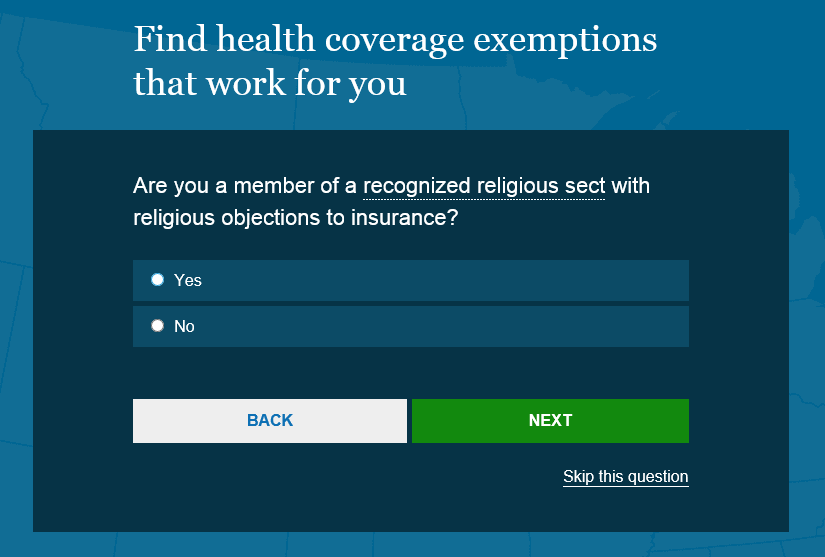 Find health coverage exemptions
that work for you
Are you a member of a recognized religious sect with
religious objections to insurance?
Yes
No
BACK
NEXT
Skip this question